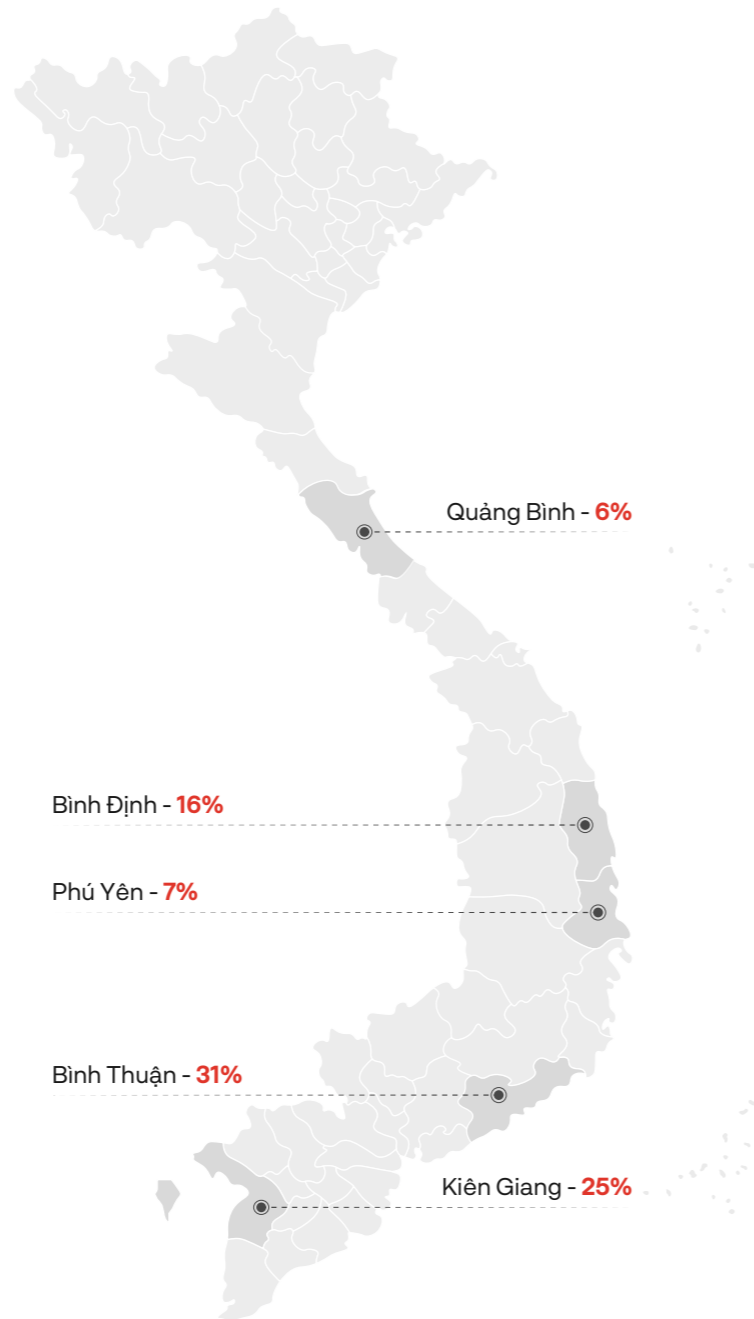 Quảng Bình - 6%
Bình Định - 16%
Phú Yên - 7%
Bình Thuận - 31%
Kiên Giang - 25%